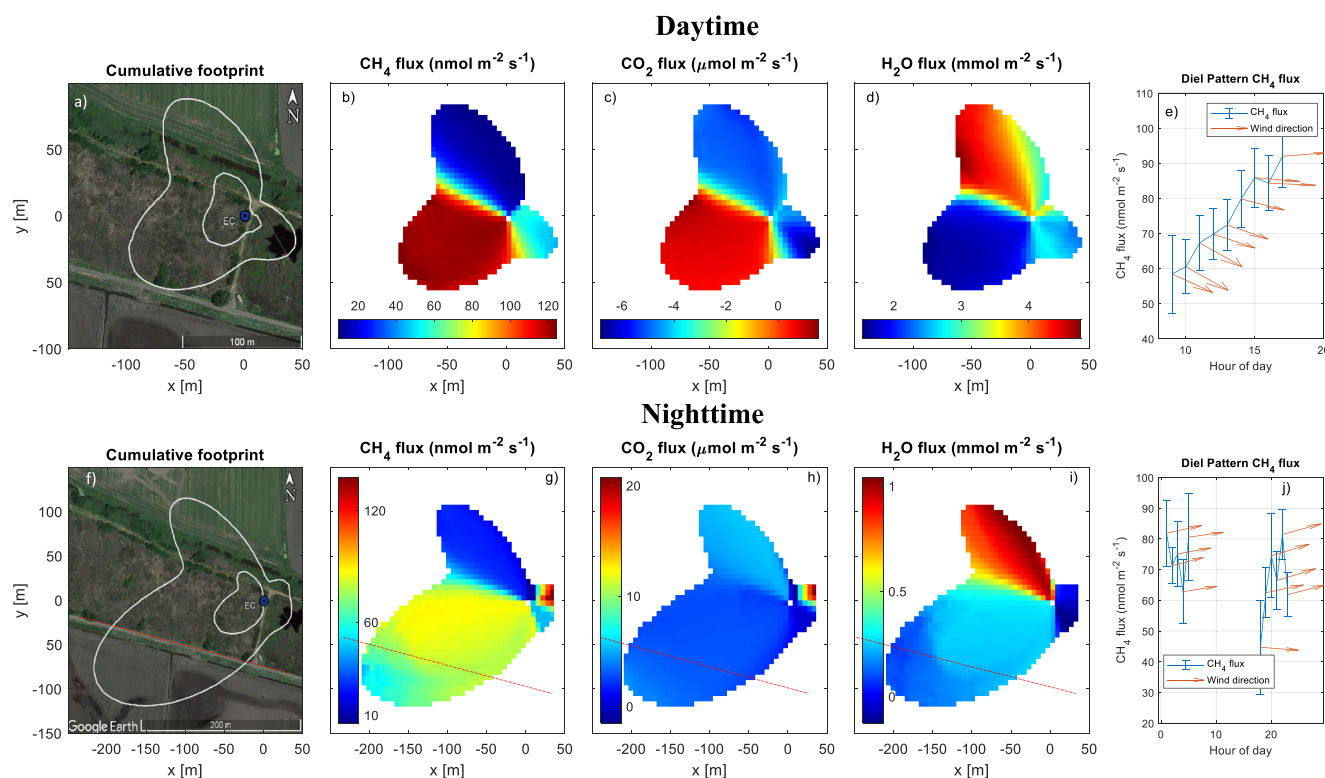 Daytime
Cumulative footprint
CH4 flux (nmol m-2 s-1)
CO2 flux (μmol m-2 s-1)
H2O flux (mmol m-2 s-1)
Diel Pattern CH4 flux
a)
N
EC
100 m
y [m]
50
0
50
-100
-100
-50
0
50
x [m]
b)
20 40 60 80 100 120
-100 -50 0 50
x [m]
c)
-6 -4 -2 0
-100 -50 0 50
x [m]
d)
2 3 4
-100 -50 0 50
x [m]
e)
CH4 flux
Wind direction
CH4 flux (nmol m-2 s-1)
110
100
90
80
70
60
50
40
10 15 20
Hour of day
Nighttime
Cumulative footprint
CH4 flux (nmol m-2 s-1)
CO2 flux (μmol m-2 s-1)
H2O flux (mmol m-2 s-1)
Diel Pattern CH4 flux
f)
N
EC
Google Earth
200 m
y [m]
100
50
0
-50
-100
-150
-200 -150 -100 -50 0 50
x [m]
g)
120
60
10
-200 -150 -100 -50 0 50
x [m]
h)
20
10
0
-200 -150 -100 -50 0 50
x [m]
i)
1
0.5
0
-200 -150 -100 -50 0 50
x [m]
j)
CH4 flux
Wind direction
CH4 flux (nmol m-2 s-1)
100
90
80
70
60
50
40
30
20
0 10 20
Hour of day